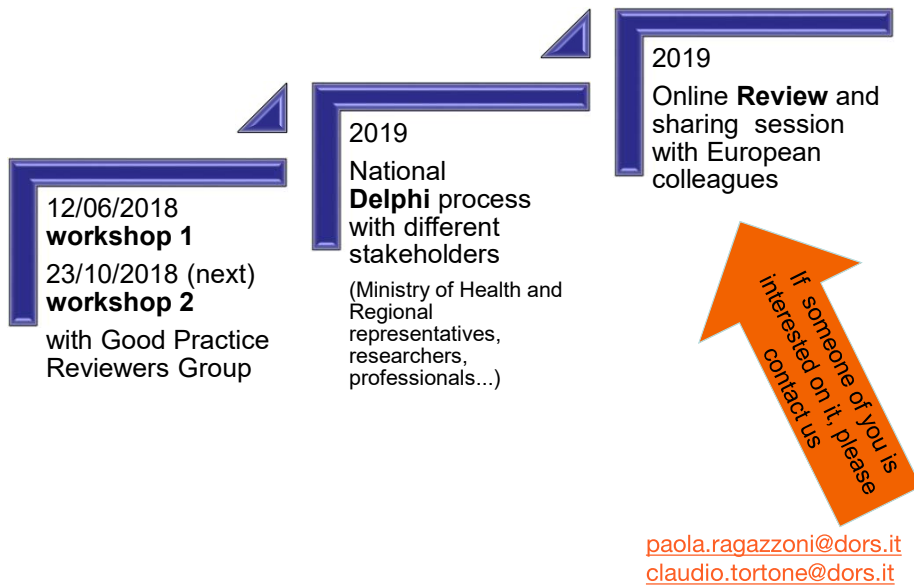 12/06/2018
workshop 1
23/10/2018 (next)
workshop 2
with Good Practice
Reviewers Group
2019
National
Delphi process
with different
stakeholders
(Ministry of Health and
Regional
representatives,
researchers,
professionals...)
2019
Online Review and
sharing session
with European
colleagues
If someone of you is
interested on it, please
contact us
paola.ragazzoni@dors.it
claudio.tortone@dors.it